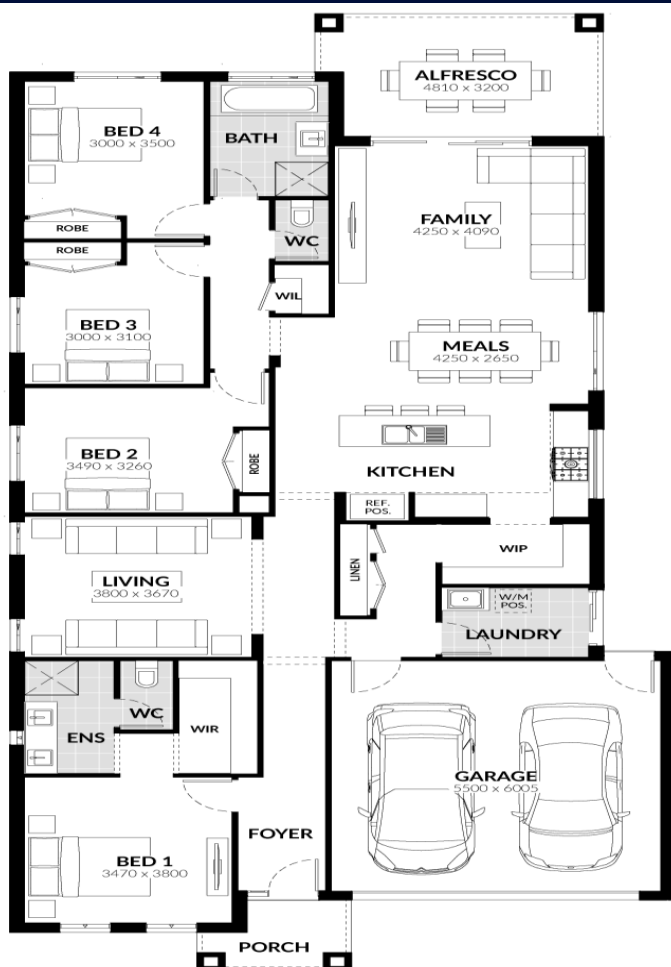 ALFRESCO
4810 x 3200
BED 4
3000 x 3500
BATH
ROBE
WC
FAMILY
4250 x 4090
ROBE
WIL
BED 3
3000 x 3100
MEALS
4250 x 2650
BED 2
3490 x 3260
ROBE
KITCHEN
REF.
POS.
LIVING
3800 x 3670
LINEN
WIP
W/M
POS.
LAUNDRY
ENS
WC
WIR
GARAGE
5500 x 6005
FOYER
BED 1
3470 x 3800
PORCH